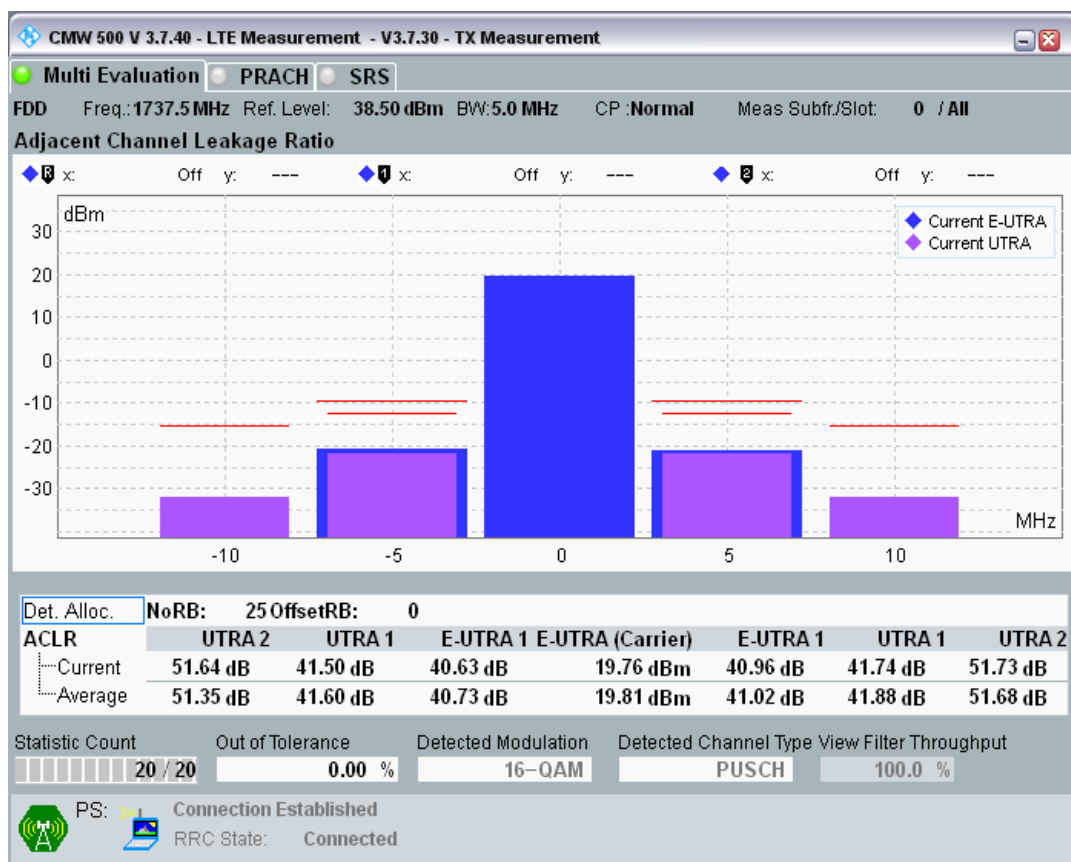 CMW 500 V 3.7.40 - LTE Measurement - V3.7.30 - TX Measurement
Multi Evaluation PRACH SRS
FDD Freq.: 1737.5 MHz Ref. Level: 38.50 dBm BW: 5.0 MHz CP : Normal Meas Subfr./Slot: 0 / All
Adjacent Channel Leakage Ratio
R x: Off y: --- 1 x: Off y: --- 2 x: Off y: ---
dBm
Current E-UTRA
Current UTRA
30
20
10
0
-10
-20
-30
MHz
-10 -5 0 5 10
Det. Alloc. NoRB: 25 OffsetRB: 0
ACLR UTRA 2 UTRA 1 E-UTRA 1 E-UTRA (Carrier) E-UTRA 1 UTRA 1 UTRA 2
Current 51.64 dB 41.50 dB 40.63 dB 19.76 dBm 40.96 dB 41.74 dB 51.73 dB
Average 51.35 dB 41.60 dB 40.73 dB 19.81 dBm 41.02 dB 41.88 dB 51.68 dB
Statistic Count Out of Tolerance Detected Modulation Detected Channel Type View Filter Throughput
20 / 20 0.00 % 16-QAM PUSCH 100.0 %
PS: Connection Established
RRC State: Connected